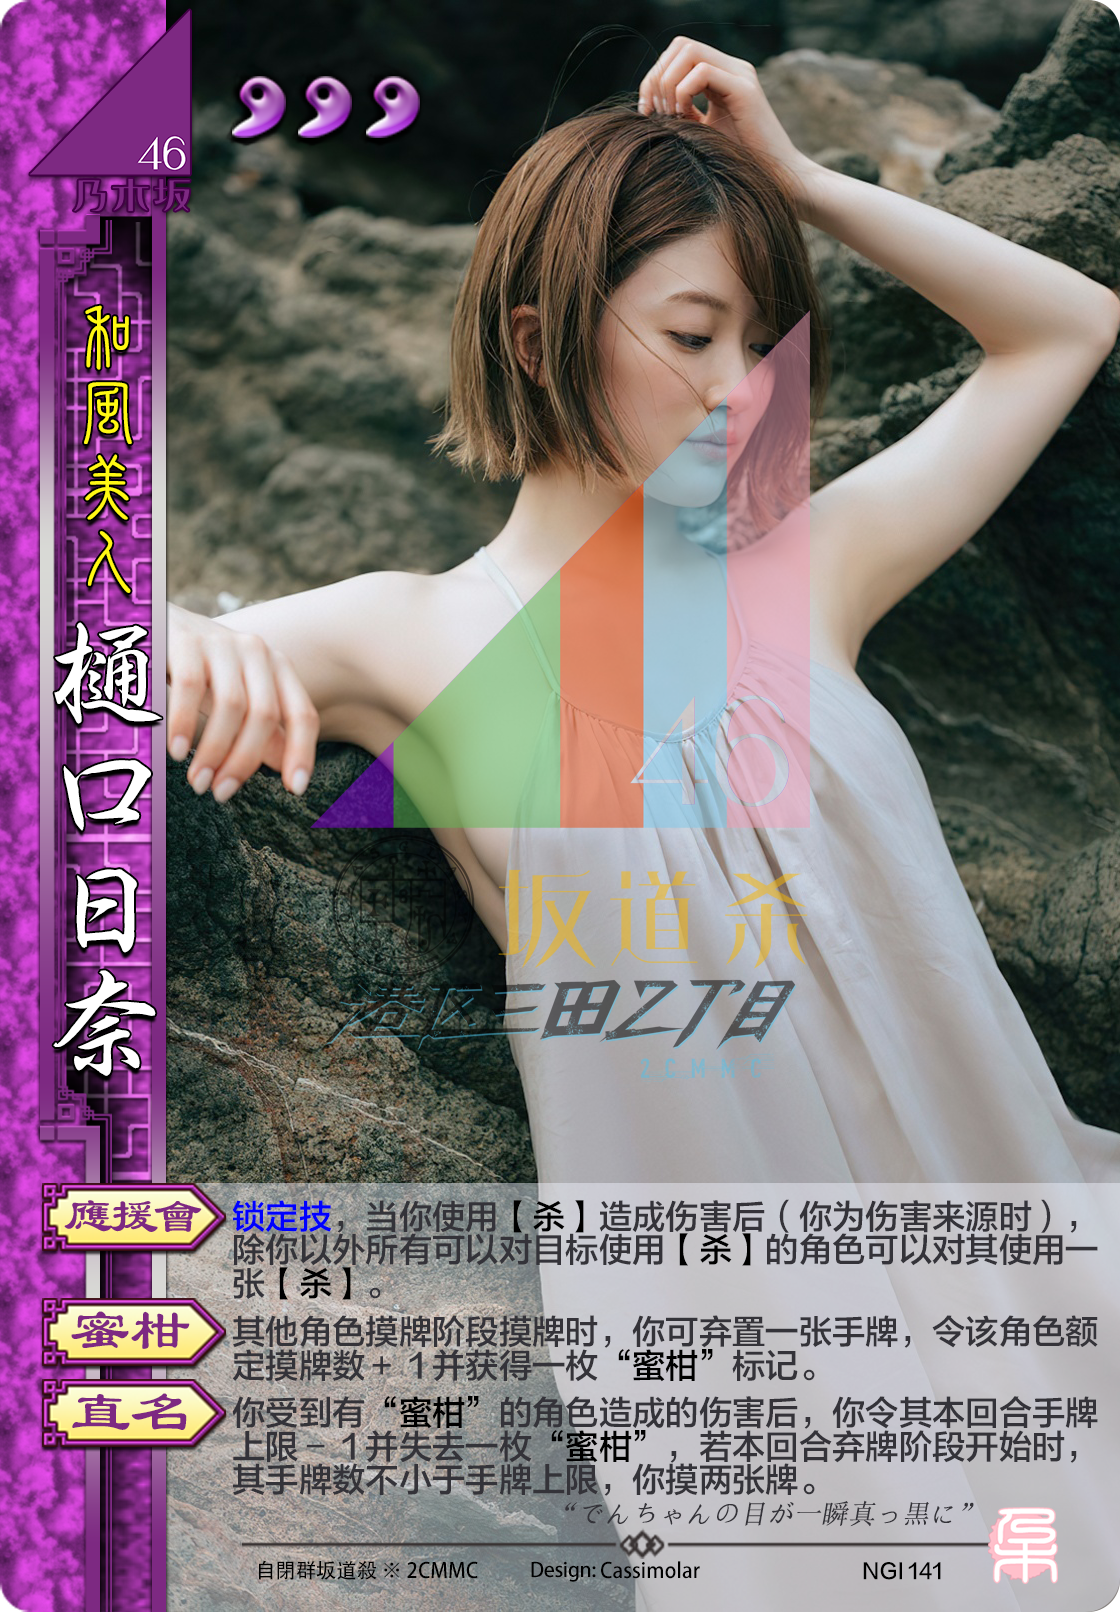 46
乃木坂
和風美人
樋口日奈
46
坂道杀
港区三田乙丁目
2CMMC
應援會
锁定技，当你使用【杀】造成伤害后（你为伤害来源时），
除你以外所有可以对目标使用【杀】的角色可以对其使用一
张【杀】。
蜜柑
其他角色摸牌阶段摸牌时，你可弃置一张手牌，令该角色额
定摸牌数+1并获得一枚“蜜柑”标记。
真名
你受到有“蜜柑”的角色造成的伤害后，你令其本回合手牌
上限-1并失去一枚“蜜柑”，若本回合弃牌阶段开始时，
其手牌数不小于手牌上限，你摸两张牌。
“でんちゃんの目が一瞬真っ黒に”
自閉群坂道殺 ※ 2CMMC Design: Cassimolar NGI 141